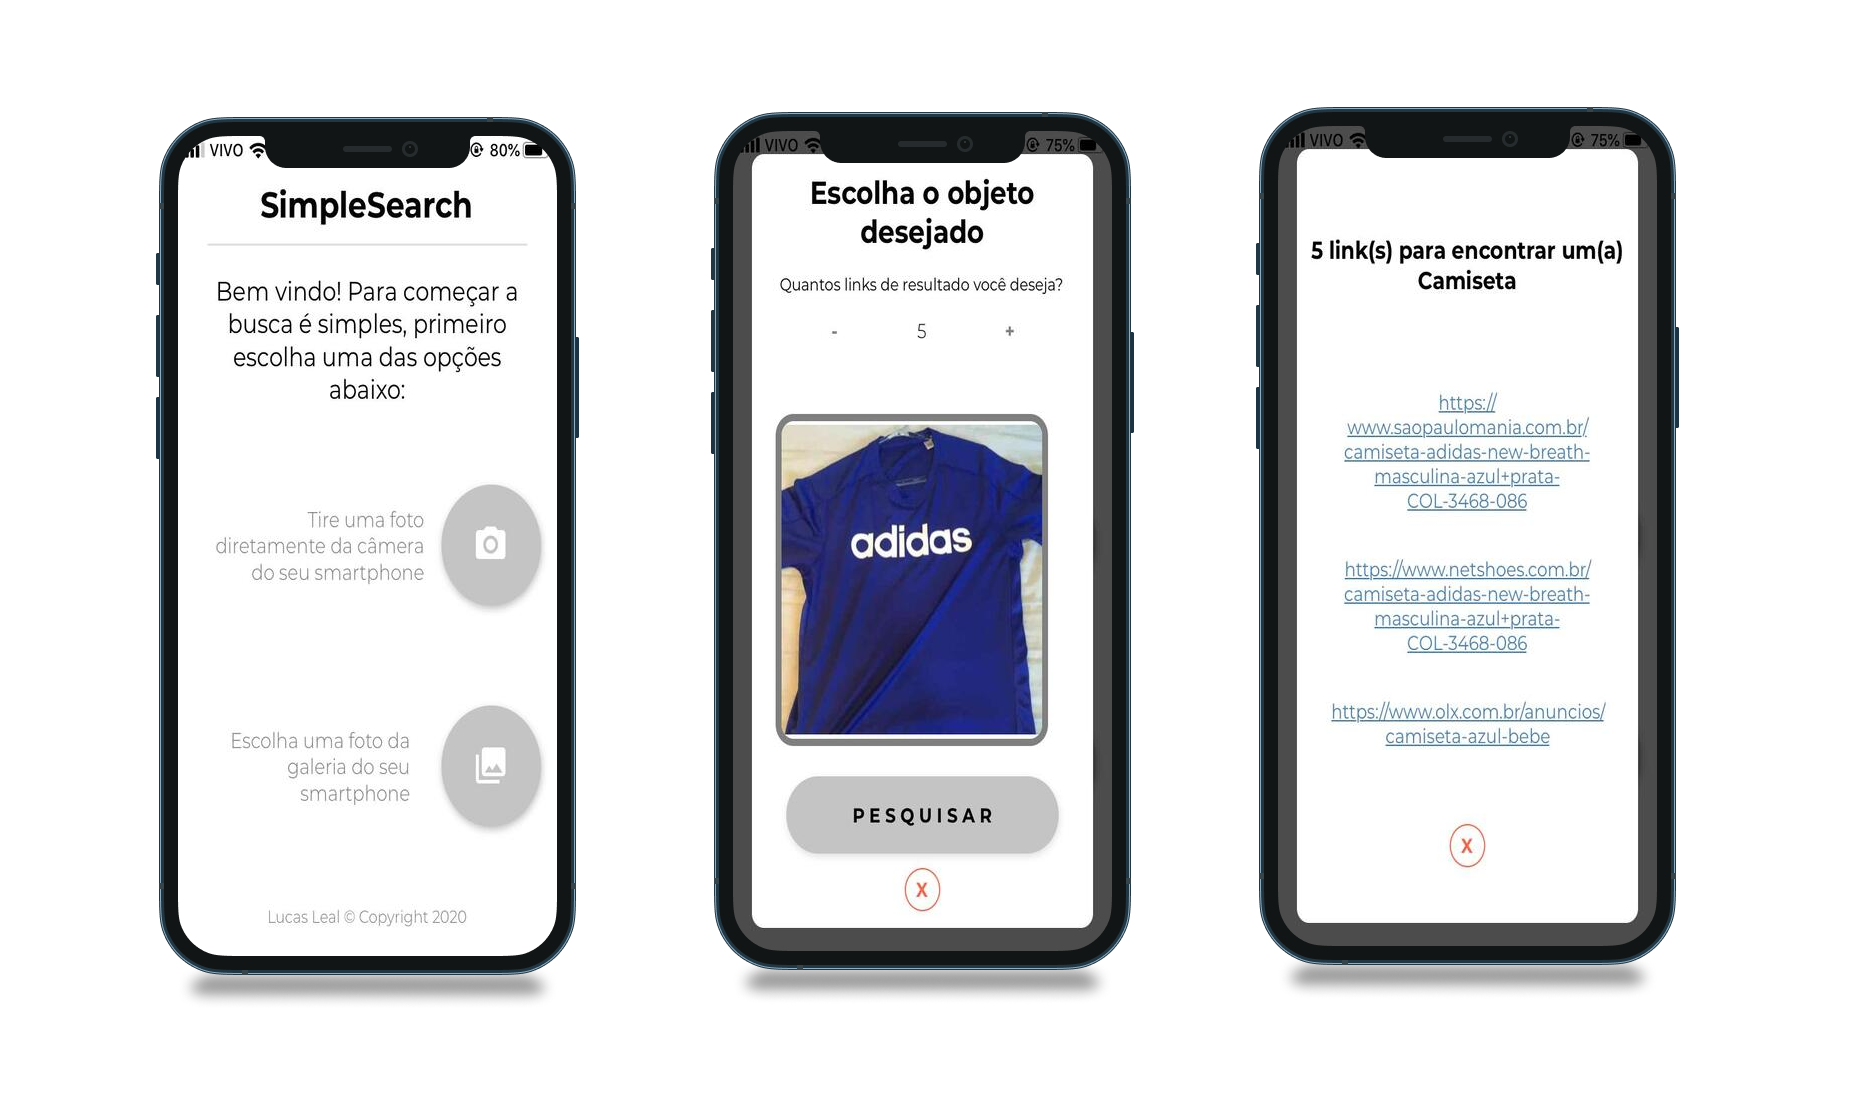 VIVO 80%
SimpleSearch
Bem vindo! Para começar a
busca é simples, primeiro
escolha uma das opções
abaixo:
Tire uma foto
diretamente da câmera
do seu smartphone
Escolha uma foto da
galeria do seu
smartphone
Lucas Leal © Copyright 2020
VIVO 75%
Escolha o objeto
desejado
Quantos links de resultado você deseja?
- 5 +
adidas
PESQUISAR
X
VIVO 75%
5 link(s) para encontrar um(a)
Camiseta
https://
www.saopaulomania.com.br/
camiseta-adidas-new-breath-
masculina-azul+prata-
COL-3468-086
https://www.netshoes.com.br/
camiseta-adidas-new-breath-
masculina-azul+prata-
COL-3468-086
https://www.olx.com.br/anuncios/
camiseta-azul-bebe
X